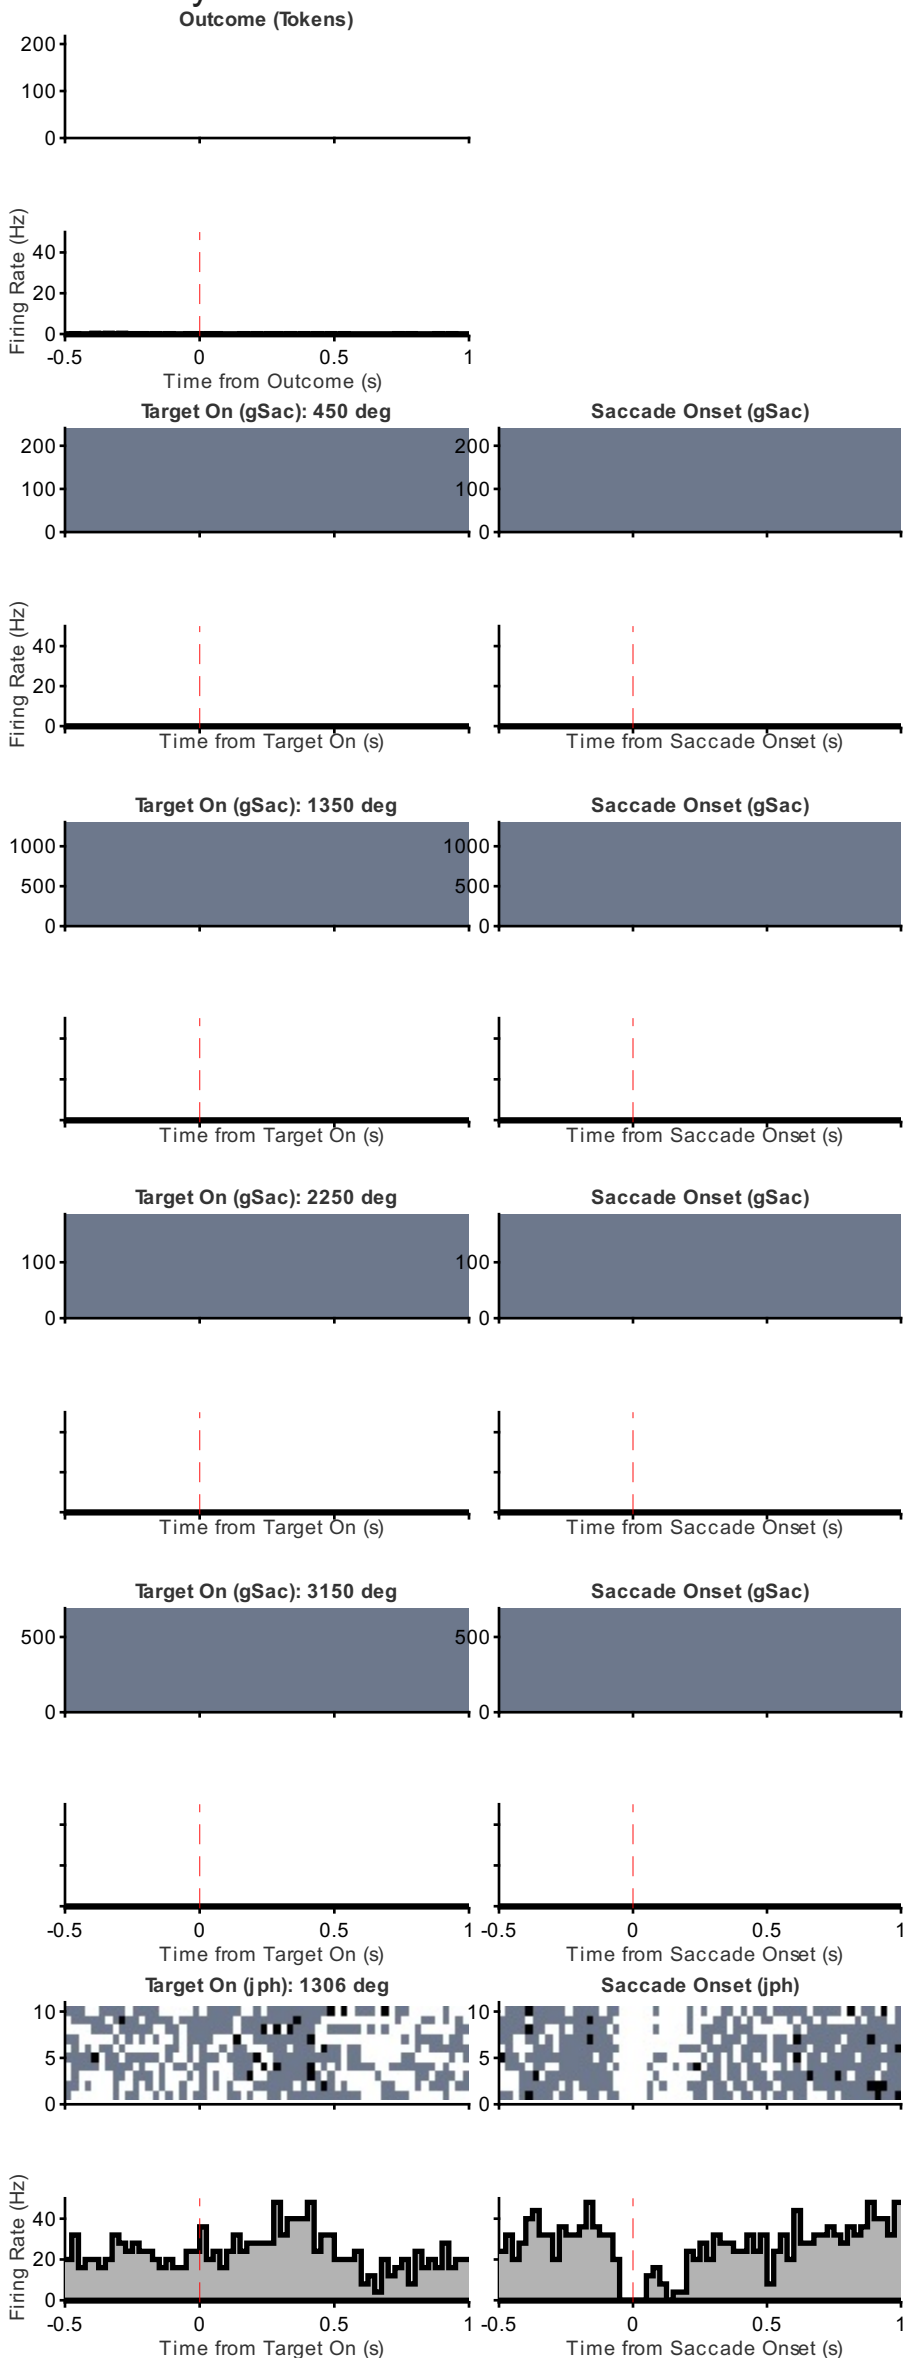 Outcome (Tokens)
200
100
0
Firing Rate (Hz)
40
20
0
-0.5 0 0.5 1
Time from Outcome (s)
Target On (gSac): 450 deg Saccade Onset (gSac)
200 200
100 100
0 0
Firing Rate (Hz)
40
20
0
Time from Target On (s) Time from Saccade Onset (s)
Target On (gSac): 1350 deg Saccade Onset (gSac)
1000 1000
500 500
0 0
Time from Target On (s) Time from Saccade Onset (s)
Target On (gSac): 2250 deg Saccade Onset (gSac)
100 100
0 0
Time from Target On (s) Time from Saccade Onset (s)
Target On (gSac): 3150 deg Saccade Onset (gSac)
500 500
0 0
-0.5 0 0.5 1 -0.5 0 0.5 1
Time from Target On (s) Time from Saccade Onset (s)
Target On (jph): 1306 deg Saccade Onset (jph)
10 10
5 5
0 0
Firing Rate (Hz)
40
20
0
-0.5 0 0.5 1 -0.5 0 0.5 1
Time from Target On (s) Time from Saccade Onset (s)